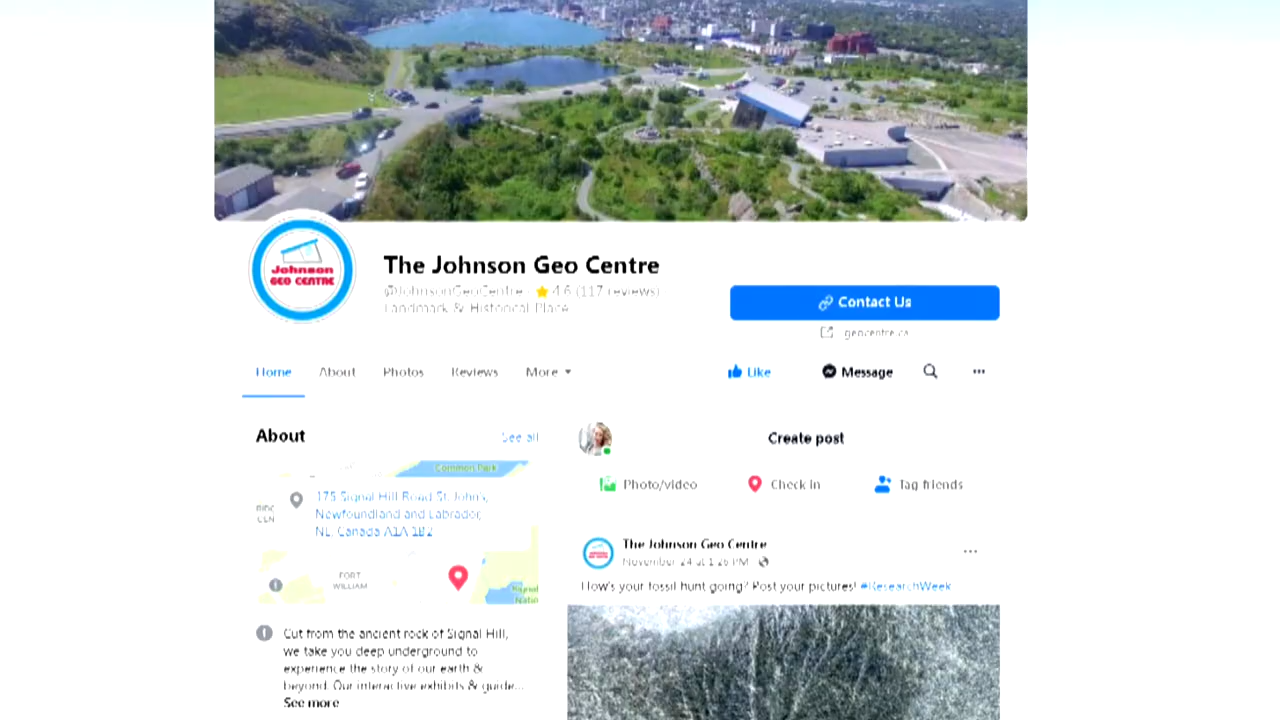 Johnson
GEO CENTRE
The Johnson Geo Centre
@JohnsonGeoCentre · 4.6 (117 reviews)
Landmark & Historical Place
Contact Us
geocentre.ca
Home About Photos Reviews More
Like Message
About See all
Create post
Common Park
175 Signal Hill Road St. John's,
Newfoundland and Labrador,
NL, Canada A1A 1B2
FORT
WILLIAM
Photo/video Check in Tag friends
The Johnson Geo Centre
November 24 at 1:26 PM
How's your fossil hunt going? Post your pictures! #ResearchWeek
Cut from the ancient rock of Signal Hill,
we take you deep underground to
experience the story of our earth &
beyond. Our interactive exhibits & guide...
See more